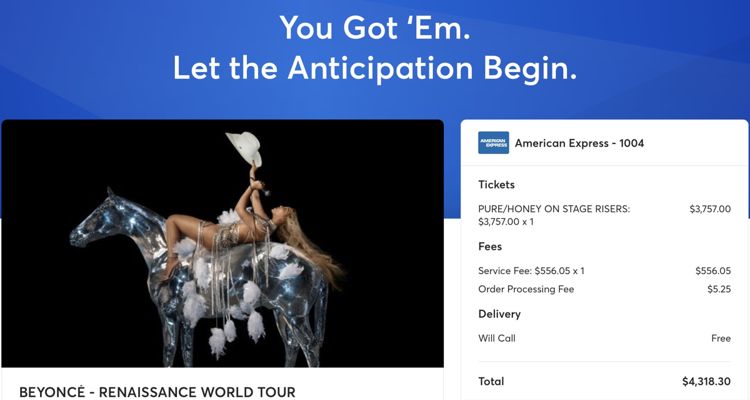 You Got ‘Em.
Let the Anticipation Begin.
AMERICAN EXPRESS
American Express - 1004
Tickets
PURE/HONEY ON STAGE RISERS: $3,757.00
$3,757.00 x 1
Fees
Service Fee: $556.05 x 1 $556.05
Order Processing Fee $5.25
Delivery
Will Call Free
Total $4,318.30
BEYONCÉ - RENAISSANCE WORLD TOUR